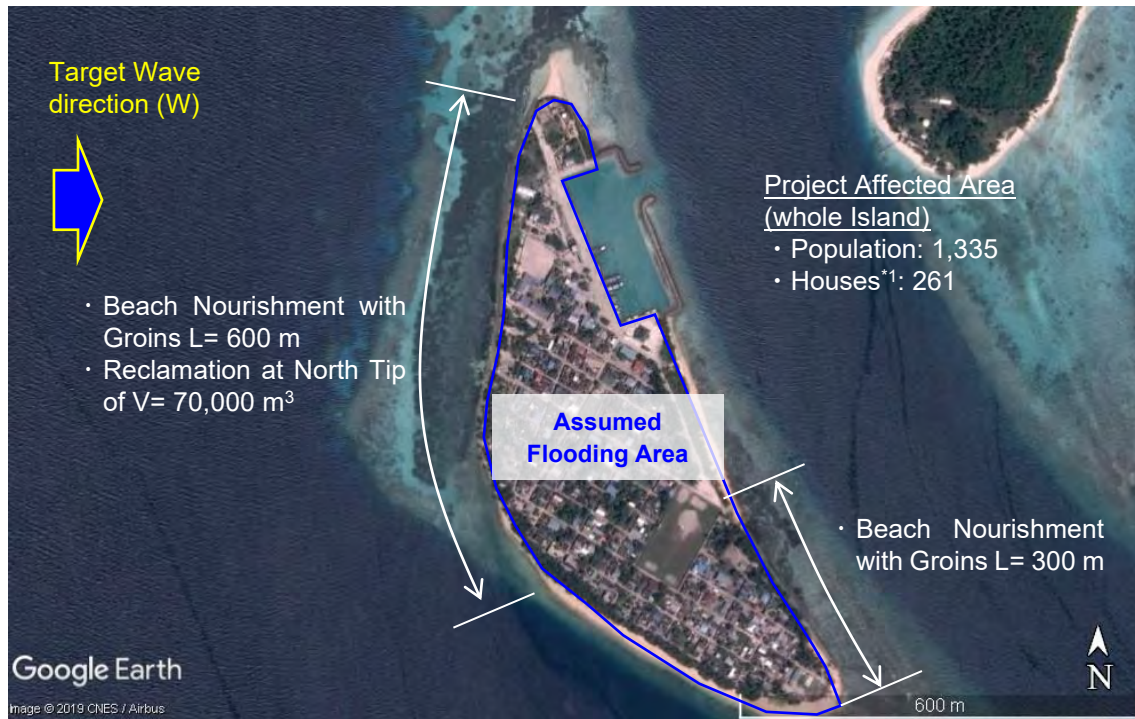 Target Wave
direction (W)
・Beach Nourishment with
Groins L= 600 m
・Reclamation at North Tip
of V= 70,000 m³
Project Affected Area
(whole Island)
・Population: 1,335
・Houses*1: 261
Assumed
Flooding Area
・Beach Nourishment
with Groins L= 300 m
N
Google Earth
Image © 2019 CNES / Airbus
600 m